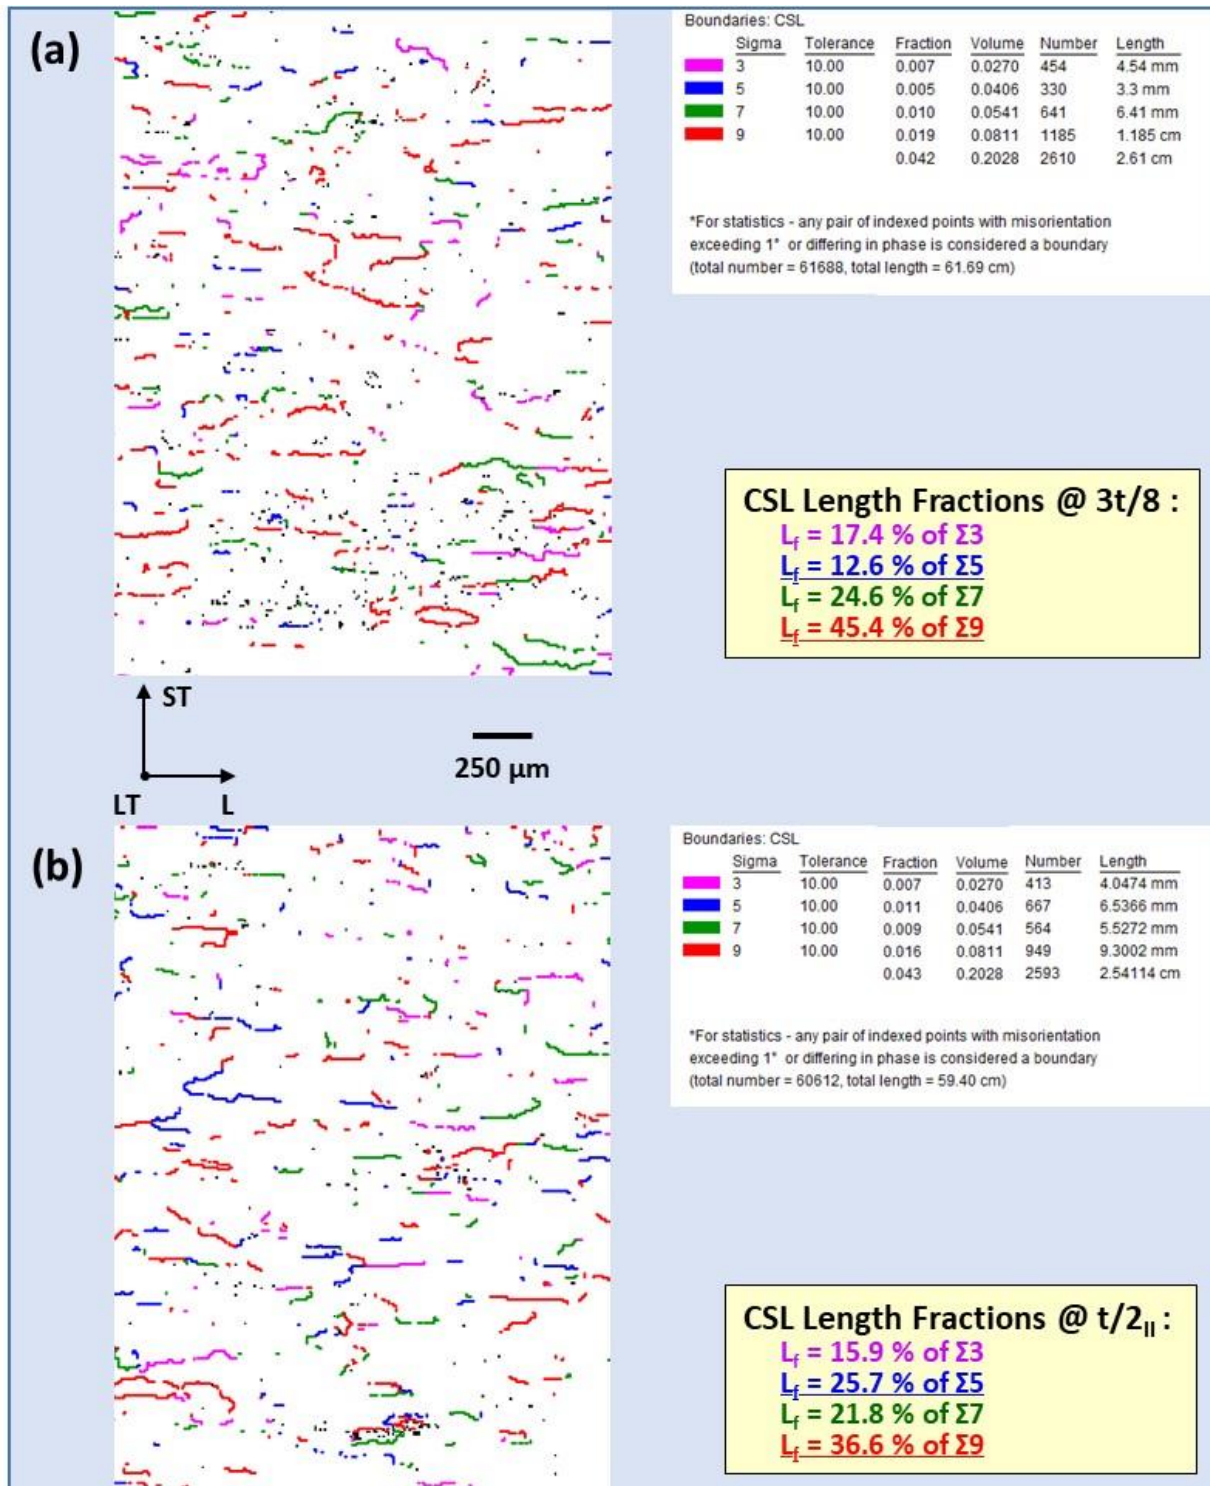 (a)
Boundaries: CSL
Sigma Tolerance Fraction Volume Number Length
3 10.00 0.007 0.0270 454 4.54 mm
5 10.00 0.005 0.0406 330 3.3 mm
7 10.00 0.010 0.0541 641 6.41 mm
9 10.00 0.019 0.0811 1185 1.185 cm
0.042 0.2028 2610 2.61 cm
*For statistics - any pair of indexed points with misorientation
exceeding 1° or differing in phase is considered a boundary
(total number = 61688, total length = 61.69 cm)
CSL Length Fractions @ 3t/8 :
Lf = 17.4 % of Σ3
Lf = 12.6 % of Σ5
Lf = 24.6 % of Σ7
Lf = 45.4 % of Σ9
ST
LT L
250 µm
(b)
Boundaries: CSL
Sigma Tolerance Fraction Volume Number Length
3 10.00 0.007 0.0270 413 4.0474 mm
5 10.00 0.011 0.0406 667 6.5366 mm
7 10.00 0.009 0.0541 564 5.5272 mm
9 10.00 0.016 0.0811 949 9.3002 mm
0.043 0.2028 2593 2.54114 cm
*For statistics - any pair of indexed points with misorientation
exceeding 1° or differing in phase is considered a boundary
(total number = 60612, total length = 59.40 cm)
CSL Length Fractions @ t/2II :
Lf = 15.9 % of Σ3
Lf = 25.7 % of Σ5
Lf = 21.8 % of Σ7
Lf = 36.6 % of Σ9